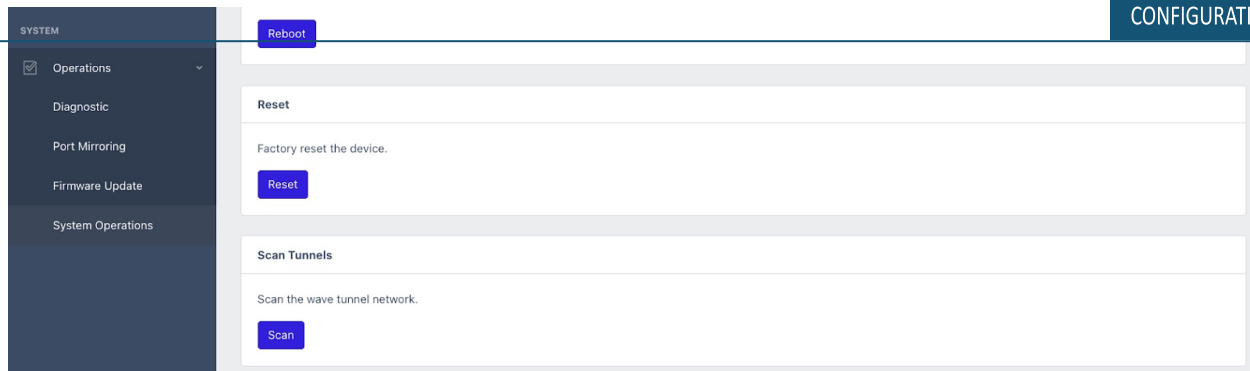 CONFIGURATI
SYSTEM
Operations
Diagnostic
Port Mirroring
Firmware Update
System Operations
Reboot
Reset
Factory reset the device.
Reset
Scan Tunnels
Scan the wave tunnel network.
Scan